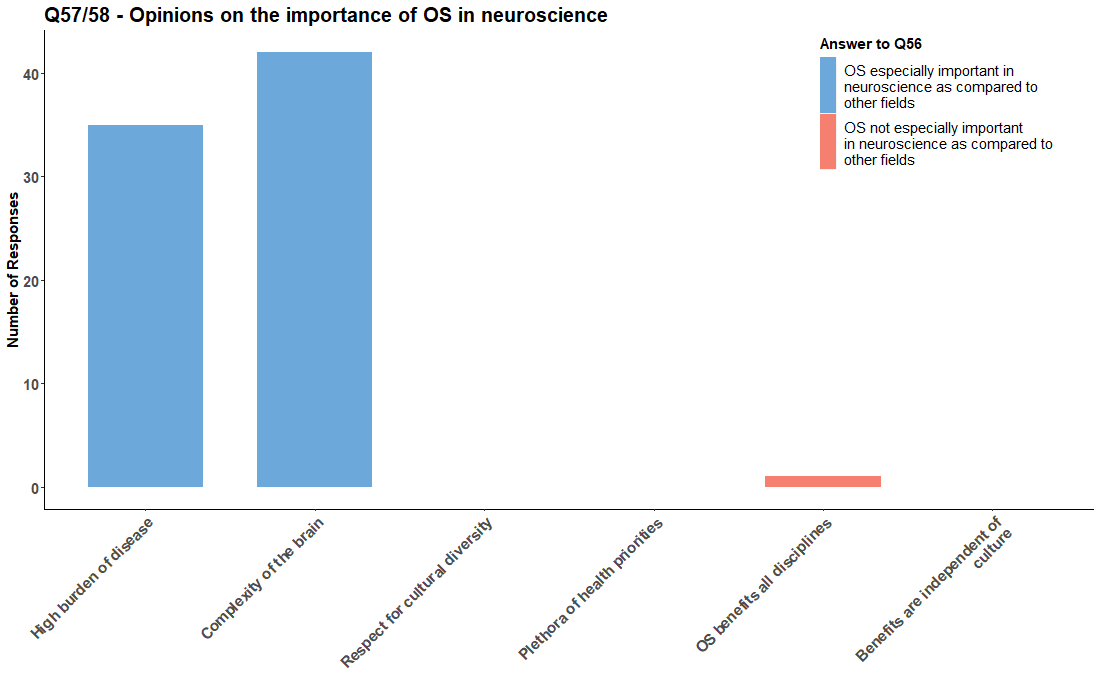 Q57/58 - Opinions on the importance of OS in neuroscience
Answer to Q56
OS especially important in
neuroscience as compared to
other fields
OS not especially important
in neuroscience as compared to
other fields
Number of Responses
40
30
20
10
0
High burden of disease
Complexity of the brain
Respect for cultural diversity
Plethora of health priorities
OS benefits all disciplines
Benefits are independent of
culture